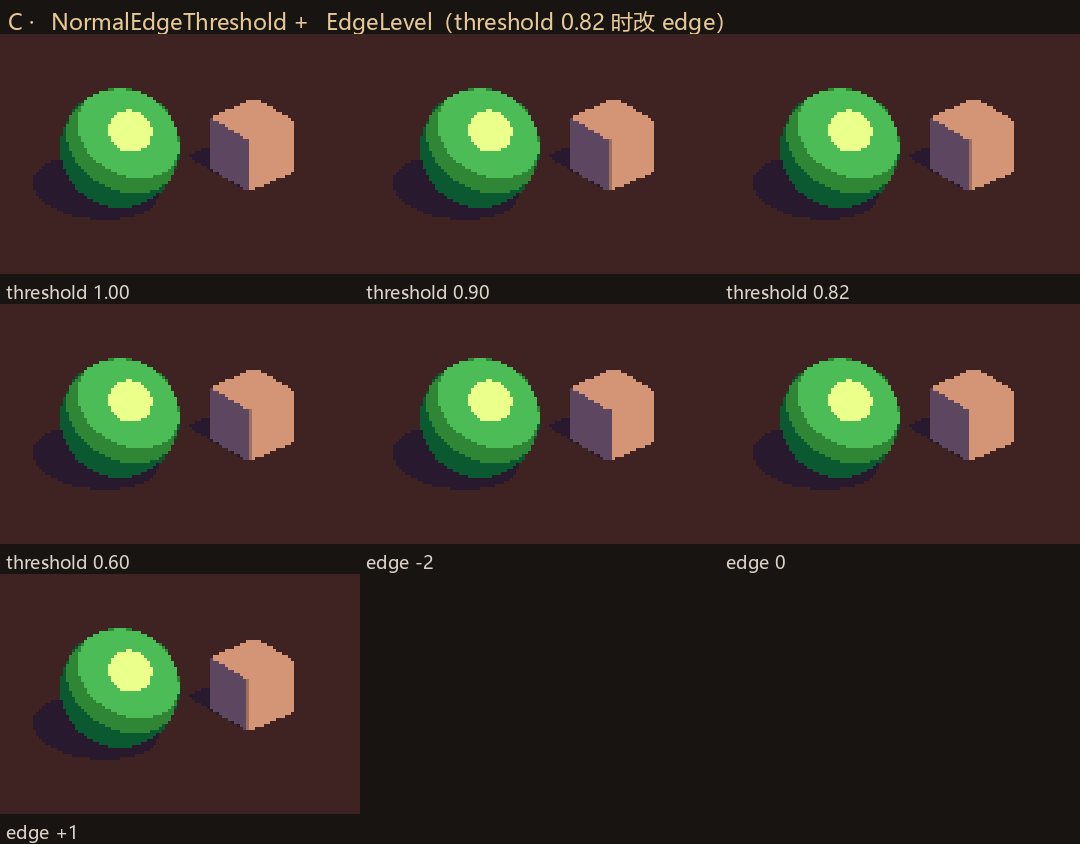 C · NormalEdgeThreshold + EdgeLevel（threshold 0.82 时改 edge）
threshold 1.00
threshold 0.90
threshold 0.82
threshold 0.60
edge -2
edge 0
edge +1